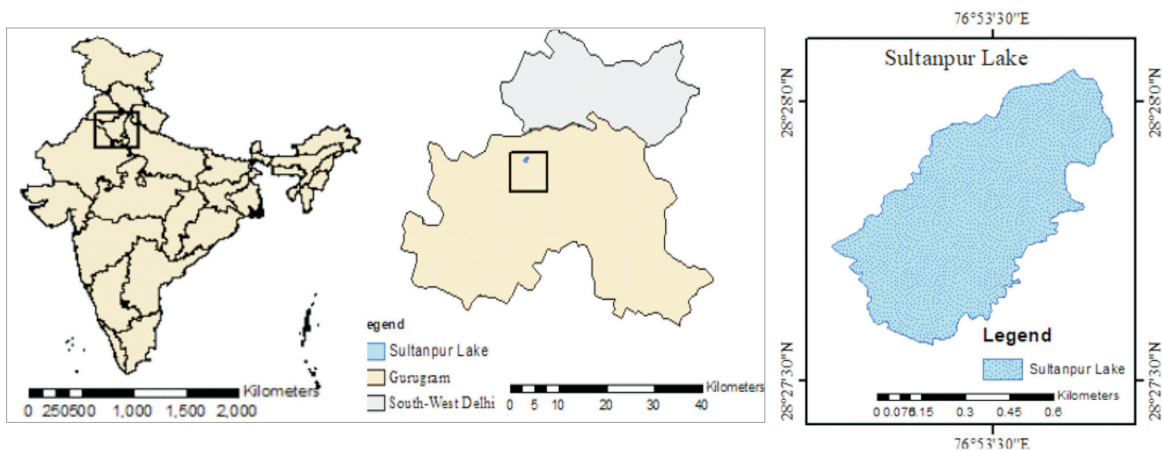 Kilometers
0 250500 1,000 1,500 2,000
egend
Sultanpur Lake
Gurugram
South-West Delhi
Kilometers
0 5 10 20 30 40
76°53'30"E
Sultanpur Lake
28°28'0"N
28°28'0"N
28°27'30"N
28°27'30"N
Legend
Sultanpur Lake
Kilometers
0 0.0750.15 0.3 0.45 0.6
76°53'30"E